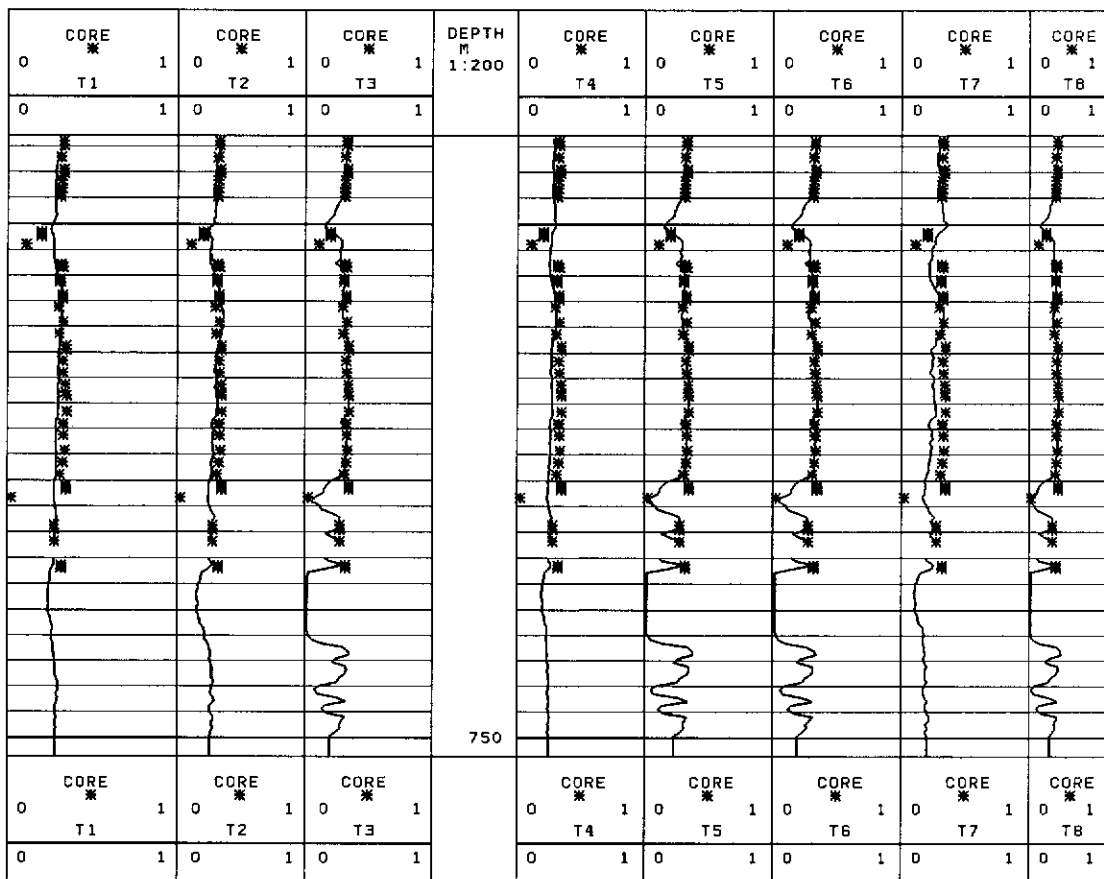 CORE CORE CORE DEPTH CORE CORE CORE CORE CORE
* * * M * * * * *
0 1 0 1 0 1 1:200 0 1 0 1 0 1 0 1 0 1
T1 T2 T3 T4 T5 T6 T7 T8
0 1 0 1 0 1 0 1 0 1 0 1 0 1 0 1
750
CORE CORE CORE CORE CORE CORE CORE CORE
* * * * * * * *
0 1 0 1 0 1 0 1 0 1 0 1 0 1 0 1
T1 T2 T3 T4 T5 T6 T7 T8
0 1 0 1 0 1 0 1 0 1 0 1 0 1 0 1